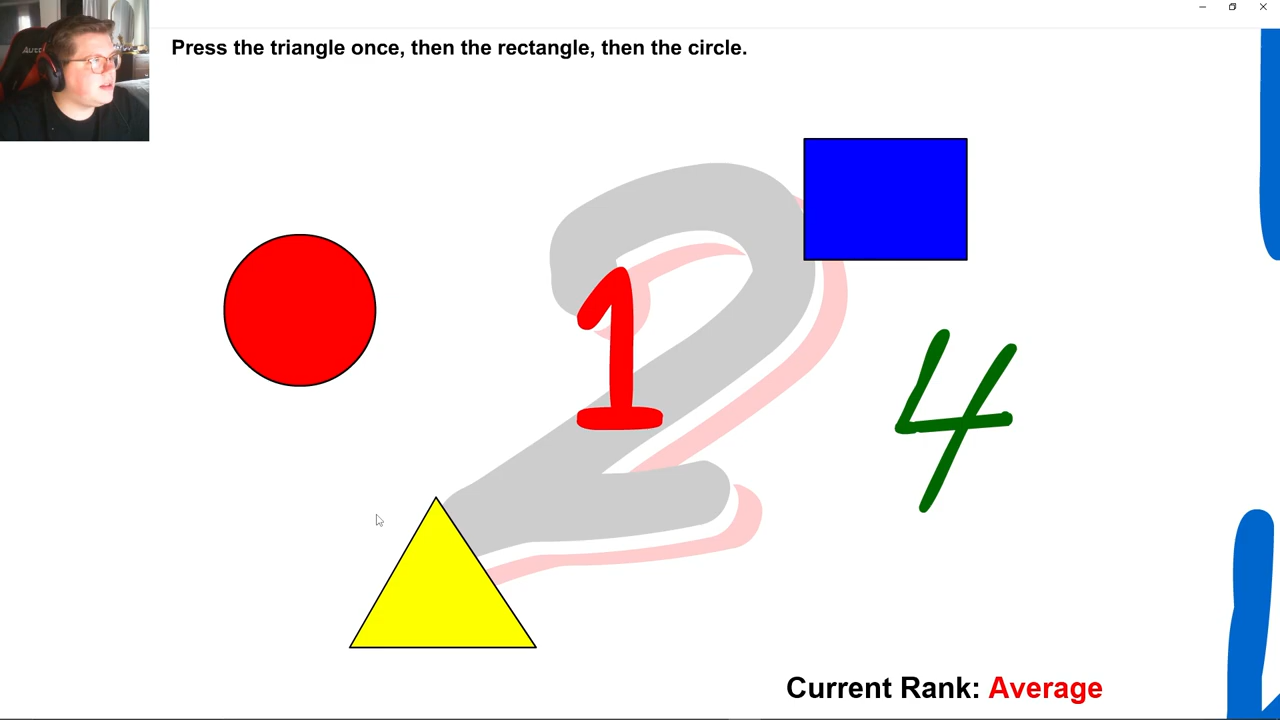 Press the triangle once, then the rectangle, then the circle.
2
1
4
Current Rank: Average